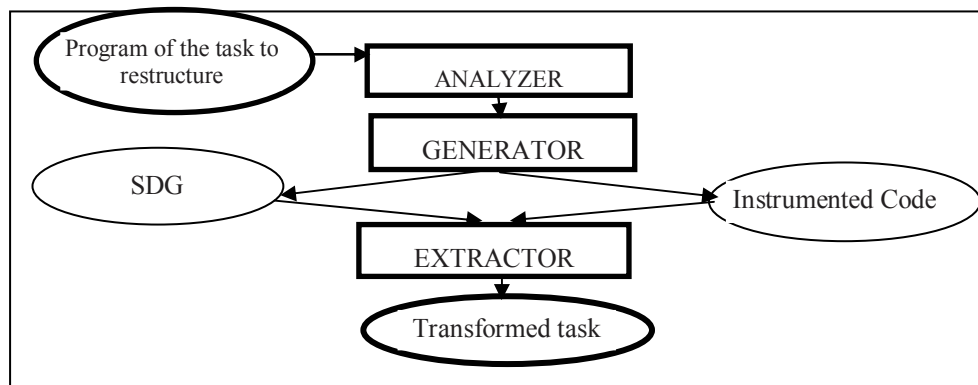 Program of the task to
restructure
ANALYZER
GENERATOR
SDG
Instrumented Code
EXTRACTOR
Transformed task